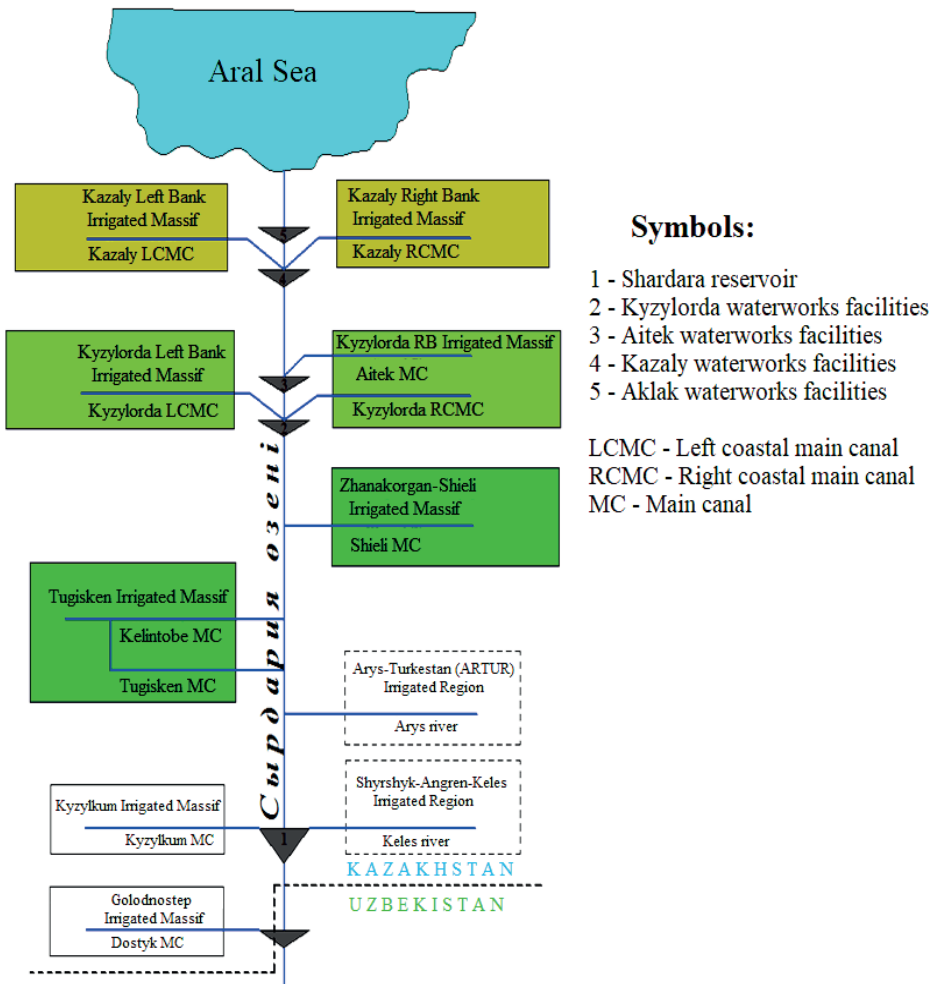 Aral Sea
Kazaly Left Bank
Irrigated Massif
Kazaly LCMC
Kazaly Right Bank
Irrigated Massif
Kazaly RCMC
5
4
Kyzylorda Left Bank
Irrigated Massif
Kyzylorda LCMC
Kyzylorda RB Irrigated Massif
Aitek MC
Kyzylorda RCMC
3
2
Zhanakorgan-Shieli
Irrigated Massif
Shieli MC
Сырдария озені
Tugisken Irrigated Massif
Kelintobe MC
Tugisken MC
Arys-Turkestan (ARTUR)
Irrigated Region
Arys river
Kyzylkum Irrigated Massif
Kyzylkum MC
1
Shyrshyk-Angren-Keles
Irrigated Region
Keles river
KAZAKHSTAN
UZBEKISTAN
Golodnostep
Irrigated Massif
Dostyk MC
Symbols:
1 - Shardara reservoir
2 - Kyzylorda waterworks facilities
3 - Aitek waterworks facilities
4 - Kazaly waterworks facilities
5 - Aklak waterworks facilities
LCMC - Left coastal main canal
RCMC - Right coastal main canal
MC - Main canal